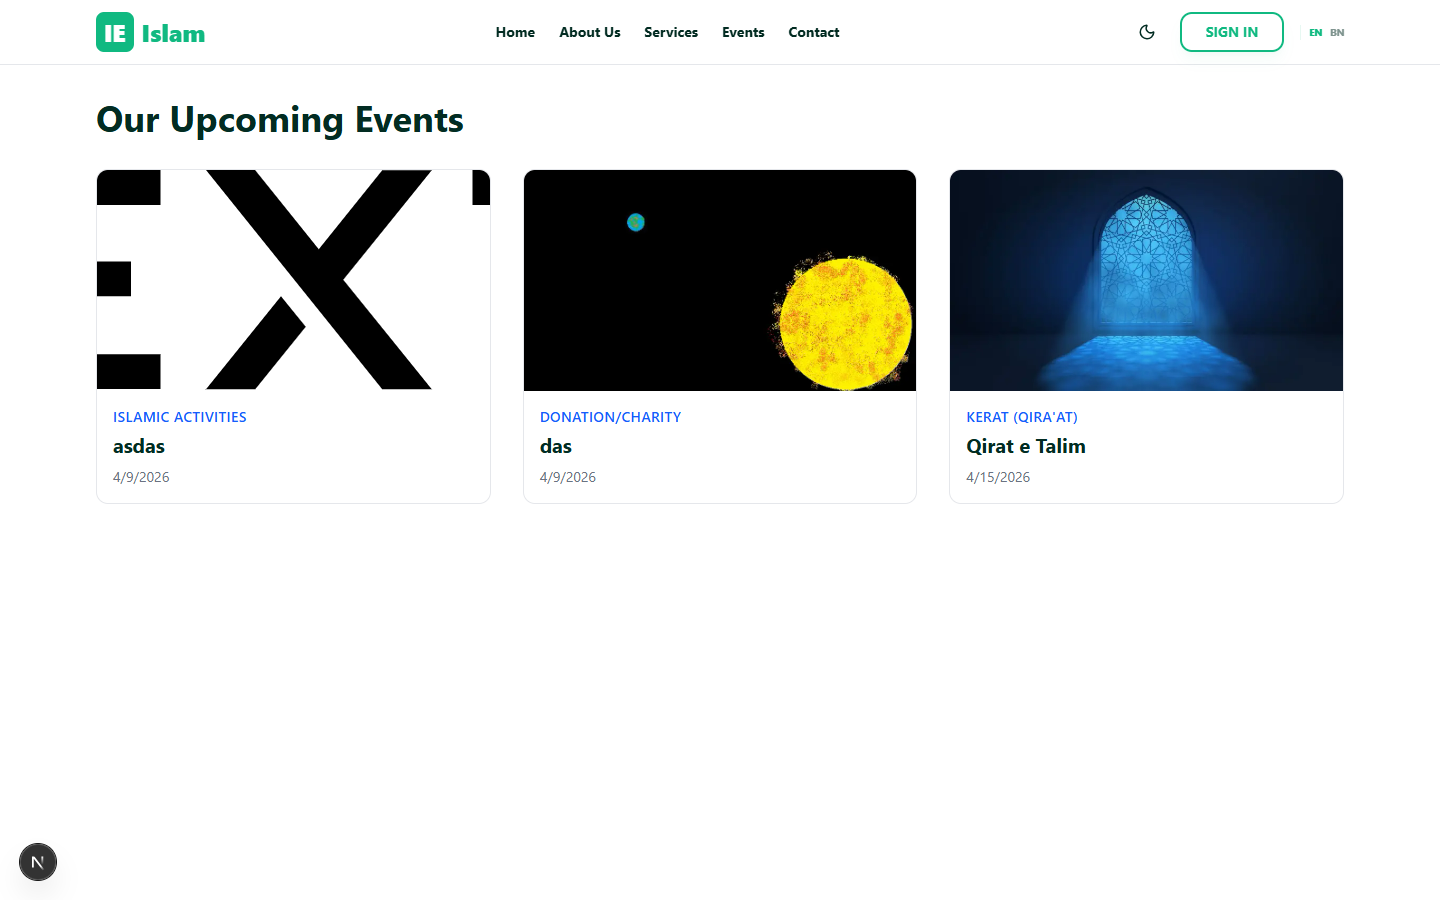 IE Islam
Home About Us Services Events Contact
SIGN IN
EN BN
Our Upcoming Events
EX
ISLAMIC ACTIVITIES
asdas
4/9/2026
DONATION/CHARITY
das
4/9/2026
KERAT (QIRA'AT)
Qirat e Talim
4/15/2026
N